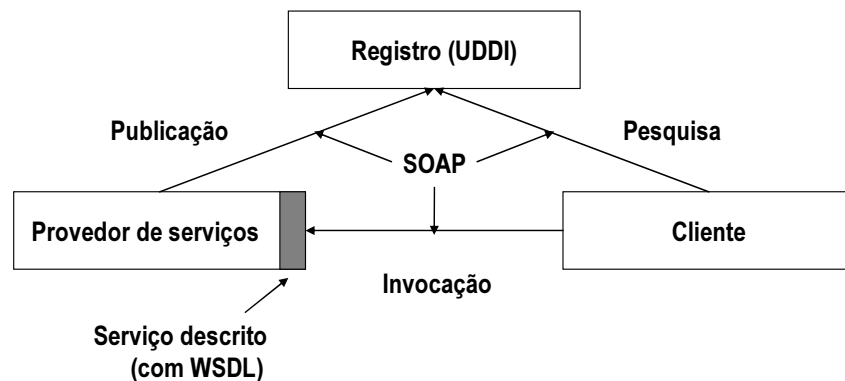 Registro (UDDI)
Publicação
Pesquisa
SOAP
Provedor de serviços
Cliente
Invocação
Serviço descrito
(com WSDL)